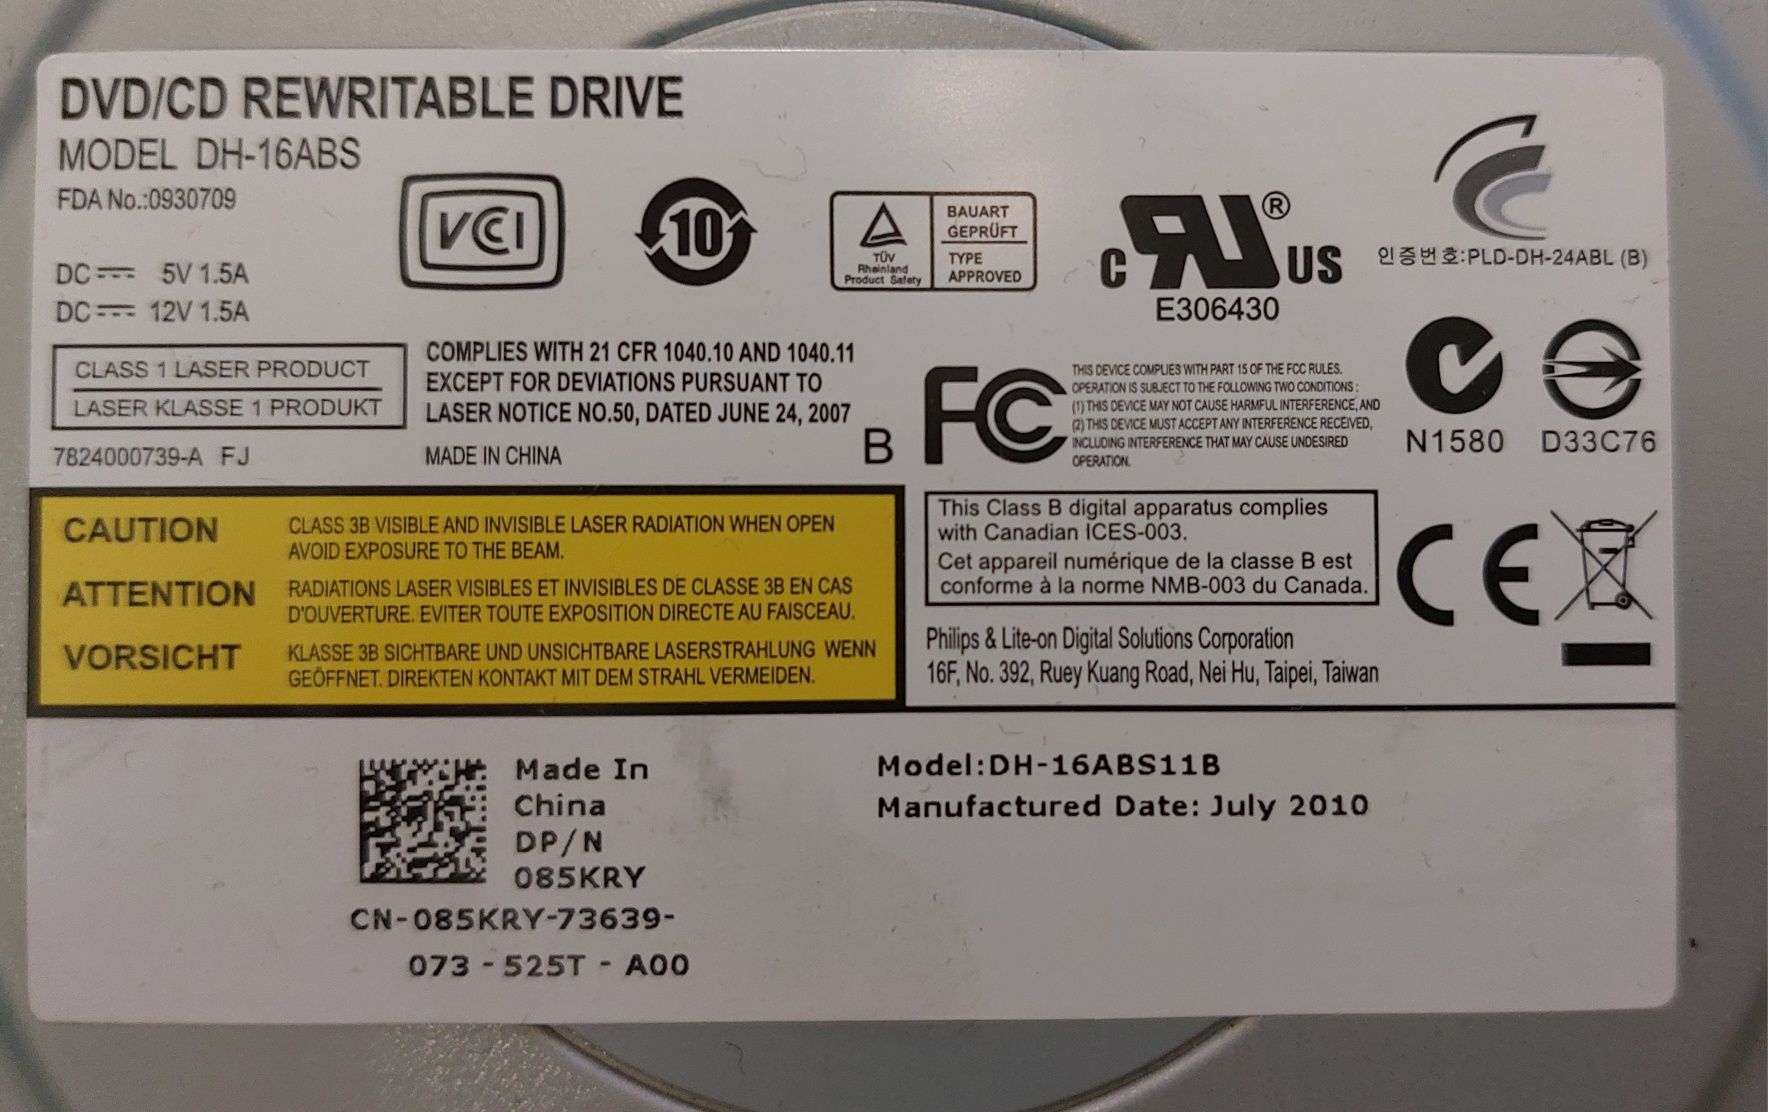 DVD/CD REWRITABLE DRIVE
MODEL DH-16ABS
FDA No.:0930709
DC 5V 1.5A
DC 12V 1.5A
VCCI
10
TÜV
Rheinland
Product Safety
BAUART
GEPRÜFT
TYPE
APPROVED
C RU ® US
E306430
인증번호:PLD-DH-24ABL (B)
CLASS 1 LASER PRODUCT
LASER KLASSE 1 PRODUKT
7824000739-A FJ
COMPLIES WITH 21 CFR 1040.10 AND 1040.11
EXCEPT FOR DEVIATIONS PURSUANT TO
LASER NOTICE NO.50, DATED JUNE 24, 2007
MADE IN CHINA
B
FC
THIS DEVICE COMPLIES WITH PART 15 OF THE FCC RULES.
OPERATION IS SUBJECT TO THE FOLLOWING TWO CONDITIONS :
(1) THIS DEVICE MAY NOT CAUSE HARMFUL INTERFERENCE, AND
(2) THIS DEVICE MUST ACCEPT ANY INTERFERENCE RECEIVED,
INCLUDING INTERFERENCE THAT MAY CAUSE UNDESIRED
OPERATION.
N1580
D33C76
CAUTION
CLASS 3B VISIBLE AND INVISIBLE LASER RADIATION WHEN OPEN
AVOID EXPOSURE TO THE BEAM.
ATTENTION
RADIATIONS LASER VISIBLES ET INVISIBLES DE CLASSE 3B EN CAS
D'OUVERTURE. EVITER TOUTE EXPOSITION DIRECTE AU FAISCEAU.
VORSICHT
KLASSE 3B SICHTBARE UND UNSICHTBARE LASERSTRAHLUNG WENN
GEÖFFNET. DIREKTEN KONTAKT MIT DEM STRAHL VERMEIDEN.
This Class B digital apparatus complies
with Canadian ICES-003.
Cet appareil numérique de la classe B est
conforme à la norme NMB-003 du Canada.
CE
Philips & Lite-on Digital Solutions Corporation
16F, No. 392, Ruey Kuang Road, Nei Hu, Taipei, Taiwan
Made In
China
DP/N
085KRY
CN-085KRY-73639-
073 - 525T - A00
Model:DH-16ABS11B
Manufactured Date: July 2010